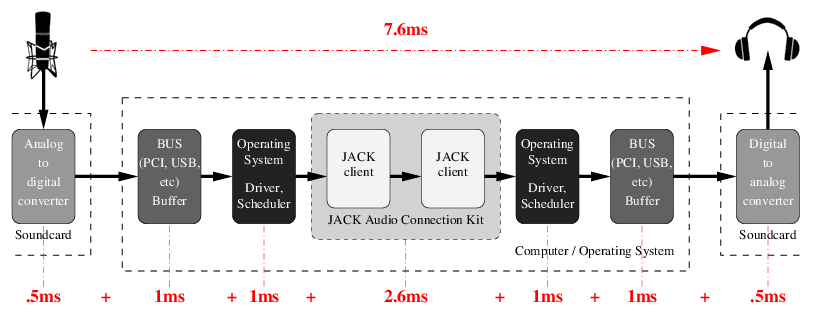 7.6ms
Analog
to
digital
converter
Soundcard
BUS
(PCI, USB,
etc)
Buffer
Operating
System
Driver,
Scheduler
JACK
client
JACK
client
JACK Audio Connection Kit
Operating
System
Driver,
Scheduler
BUS
(PCI, USB,
etc)
Buffer
Computer / Operating System
Digital
to
analog
converter
Soundcard
.5ms + 1ms + 1ms + 2.6ms + 1ms + 1ms + .5ms